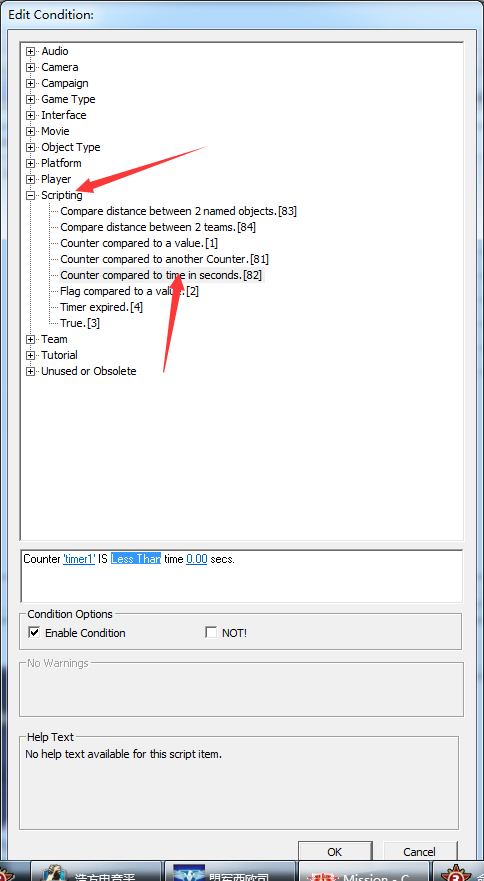 Edit Condition:
Audio
Camera
Campaign
Game Type
Interface
Movie
Object Type
Platform
Player
Scripting
Compare distance between 2 named objects.[83]
Compare distance between 2 teams.[84]
Counter compared to a value.[1]
Counter compared to another Counter.[81]
Counter compared to time in seconds.[82]
Flag compared to a value.[2]
Timer expired.[4]
True.[3]
Team
Tutorial
Unused or Obsolete
Counter 'timer1' IS Less Than time 0.00 secs.
Condition Options
Enable Condition NOT!
No Warnings
Help Text
No help text available for this script item.
OK Cancel
Mission - C